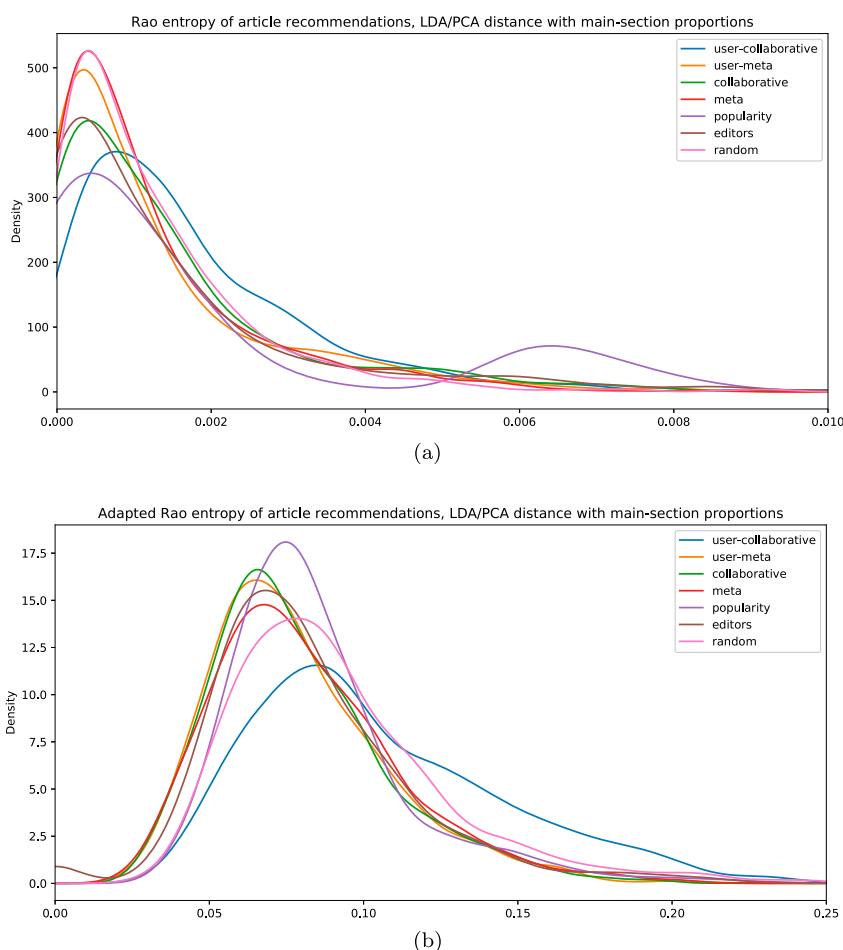 Rao entropy of article recommendations, LDA/PCA distance with main-section proportions
500
400
300
200
100
0
Density
user-collaborative
user-meta
collaborative
meta
popularity
editors
random
0.000 0.002 0.004 0.006 0.008 0.010
(a)
Adapted Rao entropy of article recommendations, LDA/PCA distance with main-section proportions
17.5
15.0
12.5
10.0
7.5
5.0
2.5
0.0
Density
user-collaborative
user-meta
collaborative
meta
popularity
editors
random
0.00 0.05 0.10 0.15 0.20 0.25
(b)